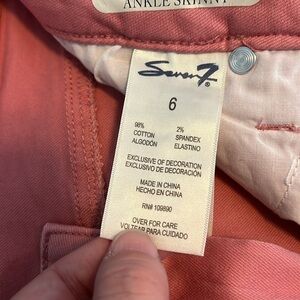 ANKLE SKINNY
Seven7®
6
98% 2%
COTTON SPANDEX
ALGODÓN ELASTINO
EXCLUSIVE OF DECORATION
EXCLUSIVO DE DECORACIÓN
MADE IN CHINA
HECHO EN CHINA
RN# 109890
OVER FOR CARE
VOLTEAR PARA CUIDADO